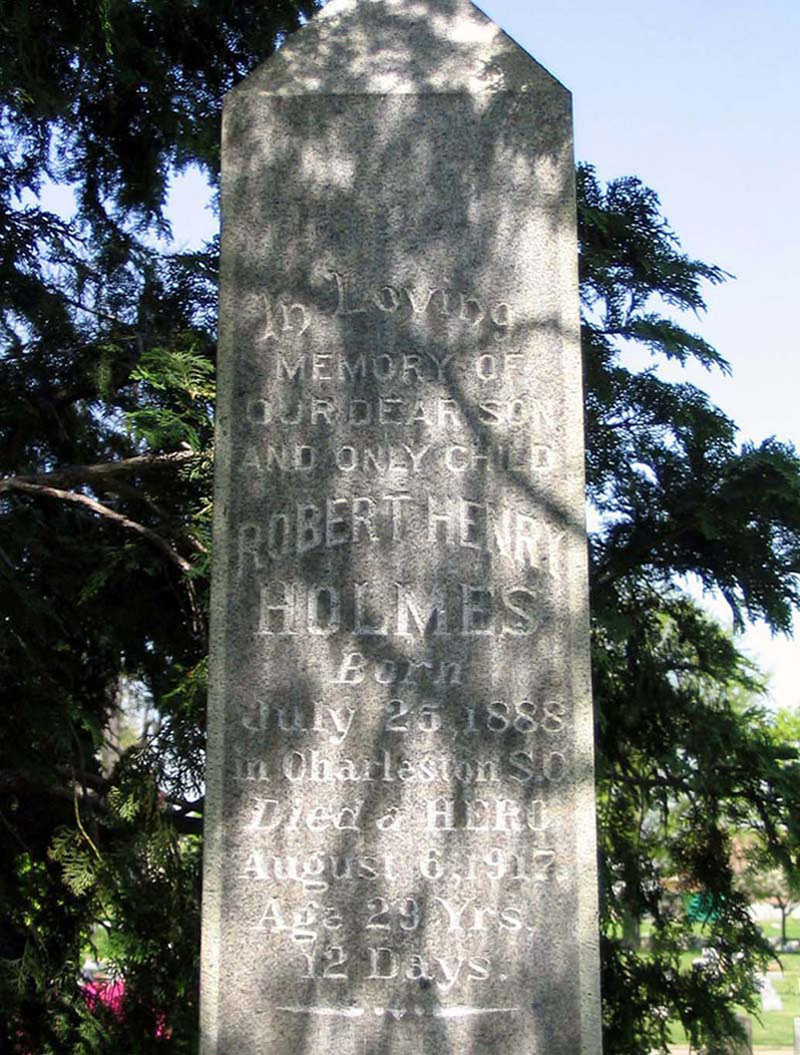 In Loving
MEMORY OF
OUR DEAR SON
AND ONLY CHILD
ROBERT HENRY
HOLMES
Born
July 25, 1888
in Charleston S.C.
Died a HERO
August 6, 1917.
Age 29 Yrs.
12 Days.